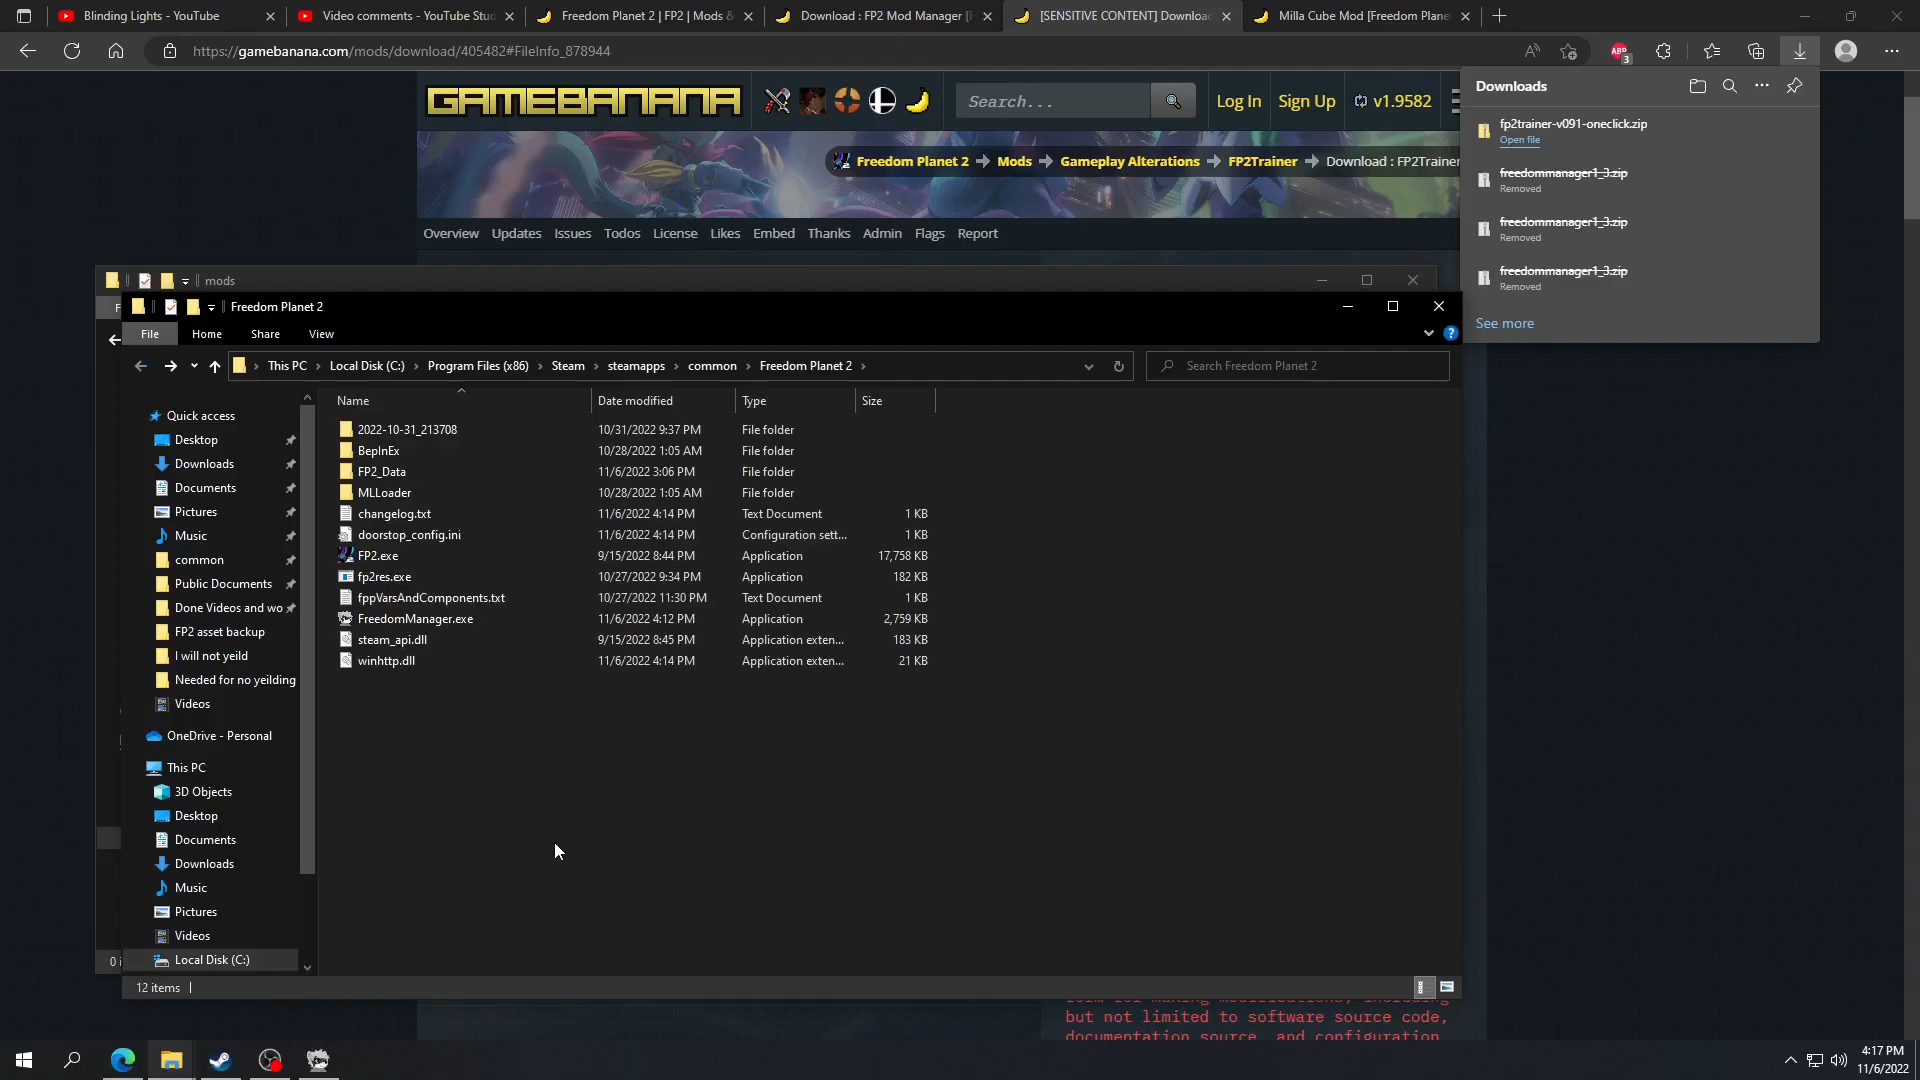 Blinding Lights - YouTube
Video comments - YouTube Stud
Freedom Planet 2 | FP2 | Mods &
Download : FP2 Mod Manager [F
[SENSITIVE CONTENT] Downloa
Milla Cube Mod [Freedom Plane
https://gamebanana.com/mods/download/405482#FileInfo_878944
ABP
3
GAMEBANANA
Search...
Log In
Sign Up
v1.9582
Freedom Planet 2
Mods
Gameplay Alterations
FP2Trainer
Download : FP2Trainer
Overview
Updates
Issues
Todos
License
Likes
Embed
Thanks
Admin
Flags
Report
Downloads
fp2trainer-v091-oneclick.zip
Open file
freedommanager1_3.zip
Removed
freedommanager1_3.zip
Removed
freedommanager1_3.zip
Removed
See more
mods
Freedom Planet 2
File
Home
Share
View
This PC
Local Disk (C:)
Program Files (x86)
Steam
steamapps
common
Freedom Planet 2
Search Freedom Planet 2
Name
Date modified
Type
Size
2022-10-31_213708 10/31/2022 9:37 PM File folder
BepInEx 10/28/2022 1:05 AM File folder
FP2_Data 11/6/2022 3:06 PM File folder
MLLoader 10/28/2022 1:05 AM File folder
changelog.txt 11/6/2022 4:14 PM Text Document 1 KB
doorstop_config.ini 11/6/2022 4:14 PM Configuration sett... 1 KB
FP2.exe 9/15/2022 8:44 PM Application 17,758 KB
fp2res.exe 10/27/2022 9:34 PM Application 182 KB
fppVarsAndComponents.txt 10/27/2022 11:30 PM Text Document 1 KB
FreedomManager.exe 11/6/2022 4:12 PM Application 2,759 KB
steam_api.dll 9/15/2022 8:45 PM Application exten... 183 KB
winhttp.dll 11/6/2022 4:14 PM Application exten... 21 KB
Quick access
Desktop
Downloads
Documents
Pictures
Music
common
Public Documents
Done Videos and wo
FP2 asset backup
I will not yeild
Needed for no yeilding
Videos
OneDrive - Personal
This PC
3D Objects
Desktop
Documents
Downloads
Music
Pictures
Videos
Local Disk (C:)
12 items
but not limited to software source code,
documentation source, and configuration
4:17 PM
11/6/2022